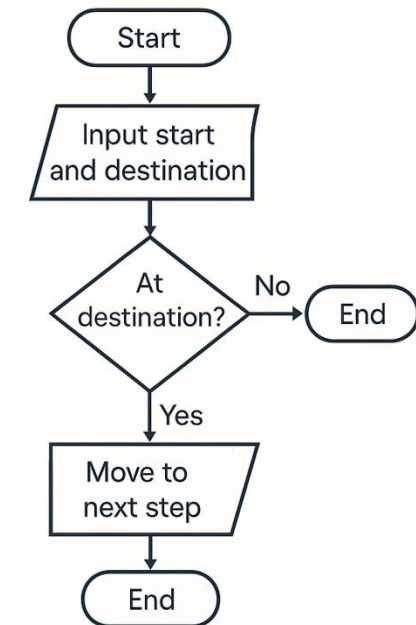 Start
Input start
and destination
At
destination?
No
End
Yes
Move to
next step
End